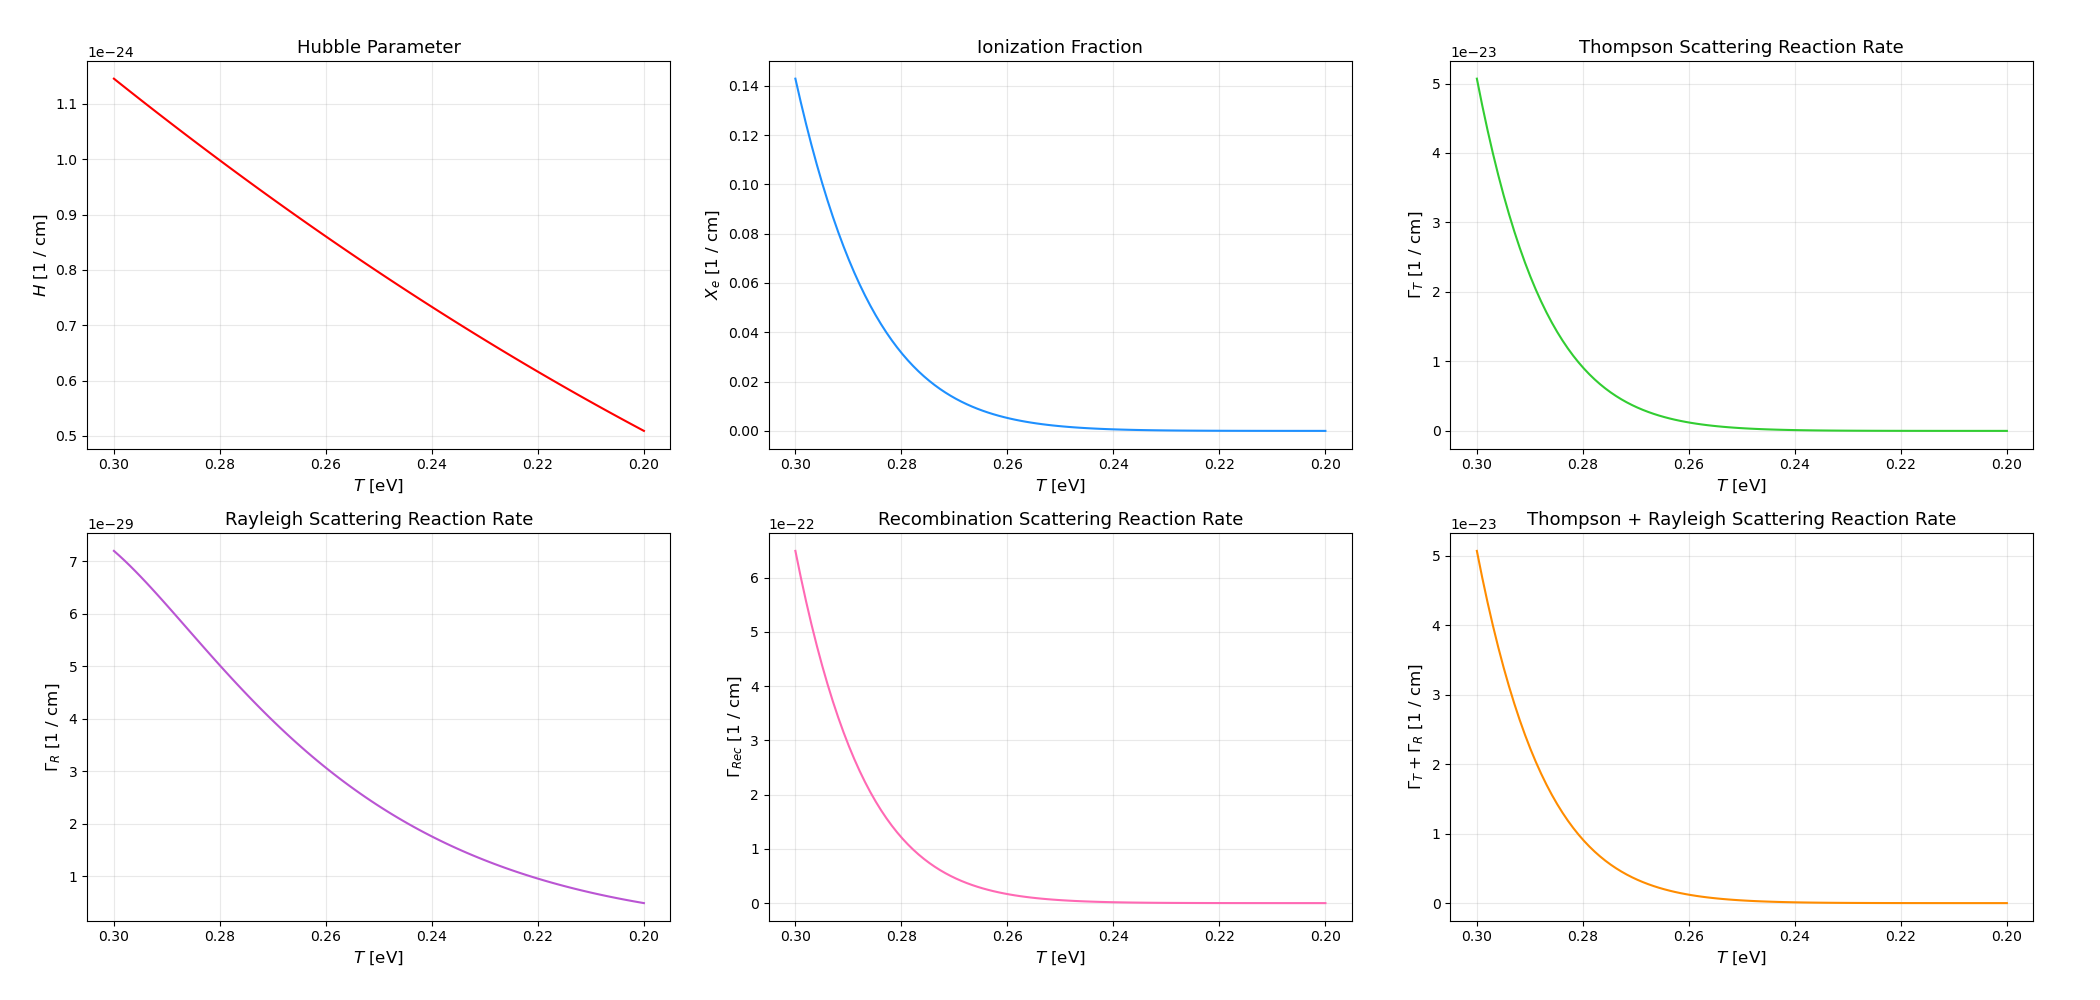 Hubble Parameter
1e−24
1.1
1.0
0.9
0.8
0.7
0.6
0.5
H [1 / cm]
0.30 0.28 0.26 0.24 0.22 0.20
T [eV]
Ionization Fraction
0.14
0.12
0.10
0.08
0.06
0.04
0.02
0.00
X_e [1 / cm]
0.30 0.28 0.26 0.24 0.22 0.20
T [eV]
Thompson Scattering Reaction Rate
1e−23
5
4
3
2
1
0
Γ_T [1 / cm]
0.30 0.28 0.26 0.24 0.22 0.20
T [eV]
Rayleigh Scattering Reaction Rate
1e−29
7
6
5
4
3
2
1
Γ_R [1 / cm]
0.30 0.28 0.26 0.24 0.22 0.20
T [eV]
Recombination Scattering Reaction Rate
1e−22
6
5
4
3
2
1
0
Γ_Rec [1 / cm]
0.30 0.28 0.26 0.24 0.22 0.20
T [eV]
Thompson + Rayleigh Scattering Reaction Rate
1e−23
5
4
3
2
1
0
Γ_T + Γ_R [1 / cm]
0.30 0.28 0.26 0.24 0.22 0.20
T [eV]